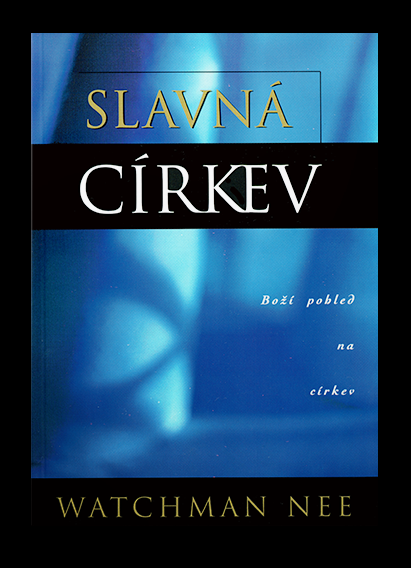 SLAVNÁ
CÍRKEV
Boží pohled
na
církev
WATCHMAN NEE